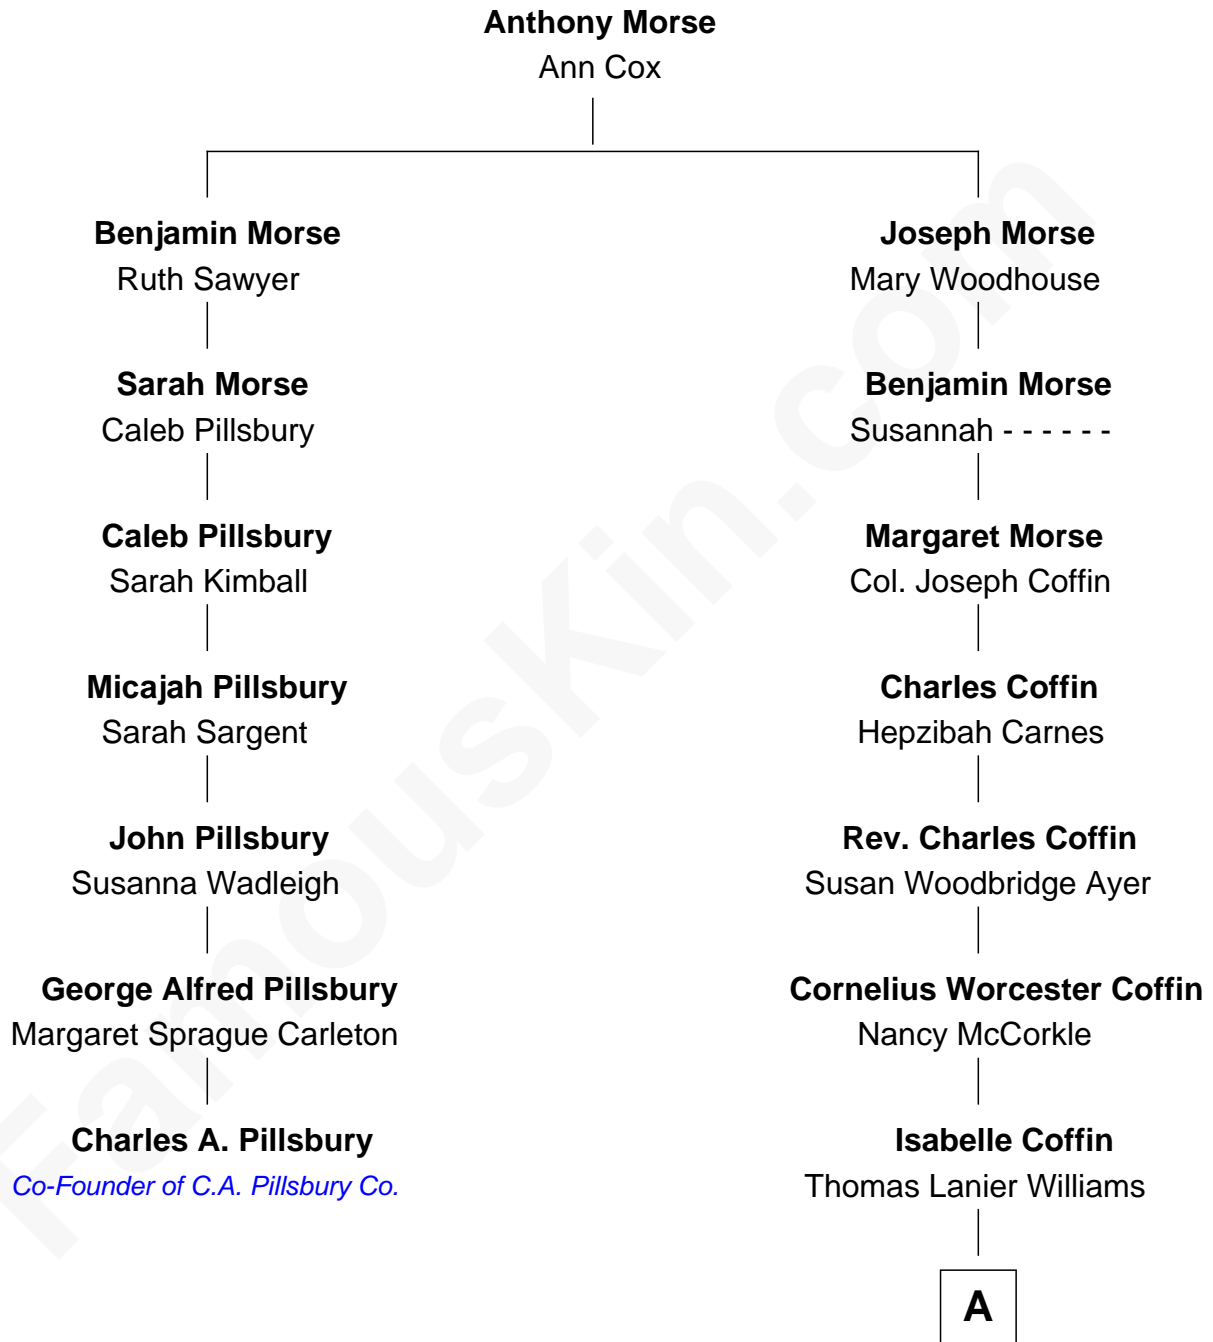 Anthony Morse
Ann Cox
Benjamin Morse
Ruth Sawyer
Joseph Morse
Mary Woodhouse
Sarah Morse
Caleb Pillsbury
Benjamin Morse
Susannah - - - - - -
Caleb Pillsbury
Sarah Kimball
Margaret Morse
Col. Joseph Coffin
Micajah Pillsbury
Sarah Sargent
Charles Coffin
Hepzibah Carnes
John Pillsbury
Susanna Wadleigh
Rev. Charles Coffin
Susan Woodbridge Ayer
George Alfred Pillsbury
Margaret Sprague Carleton
Cornelius Worcester Coffin
Nancy McCorkle
Charles A. Pillsbury
Co-Founder of C.A. Pillsbury Co.
Isabelle Coffin
Thomas Lanier Williams
A
FamousKin.com